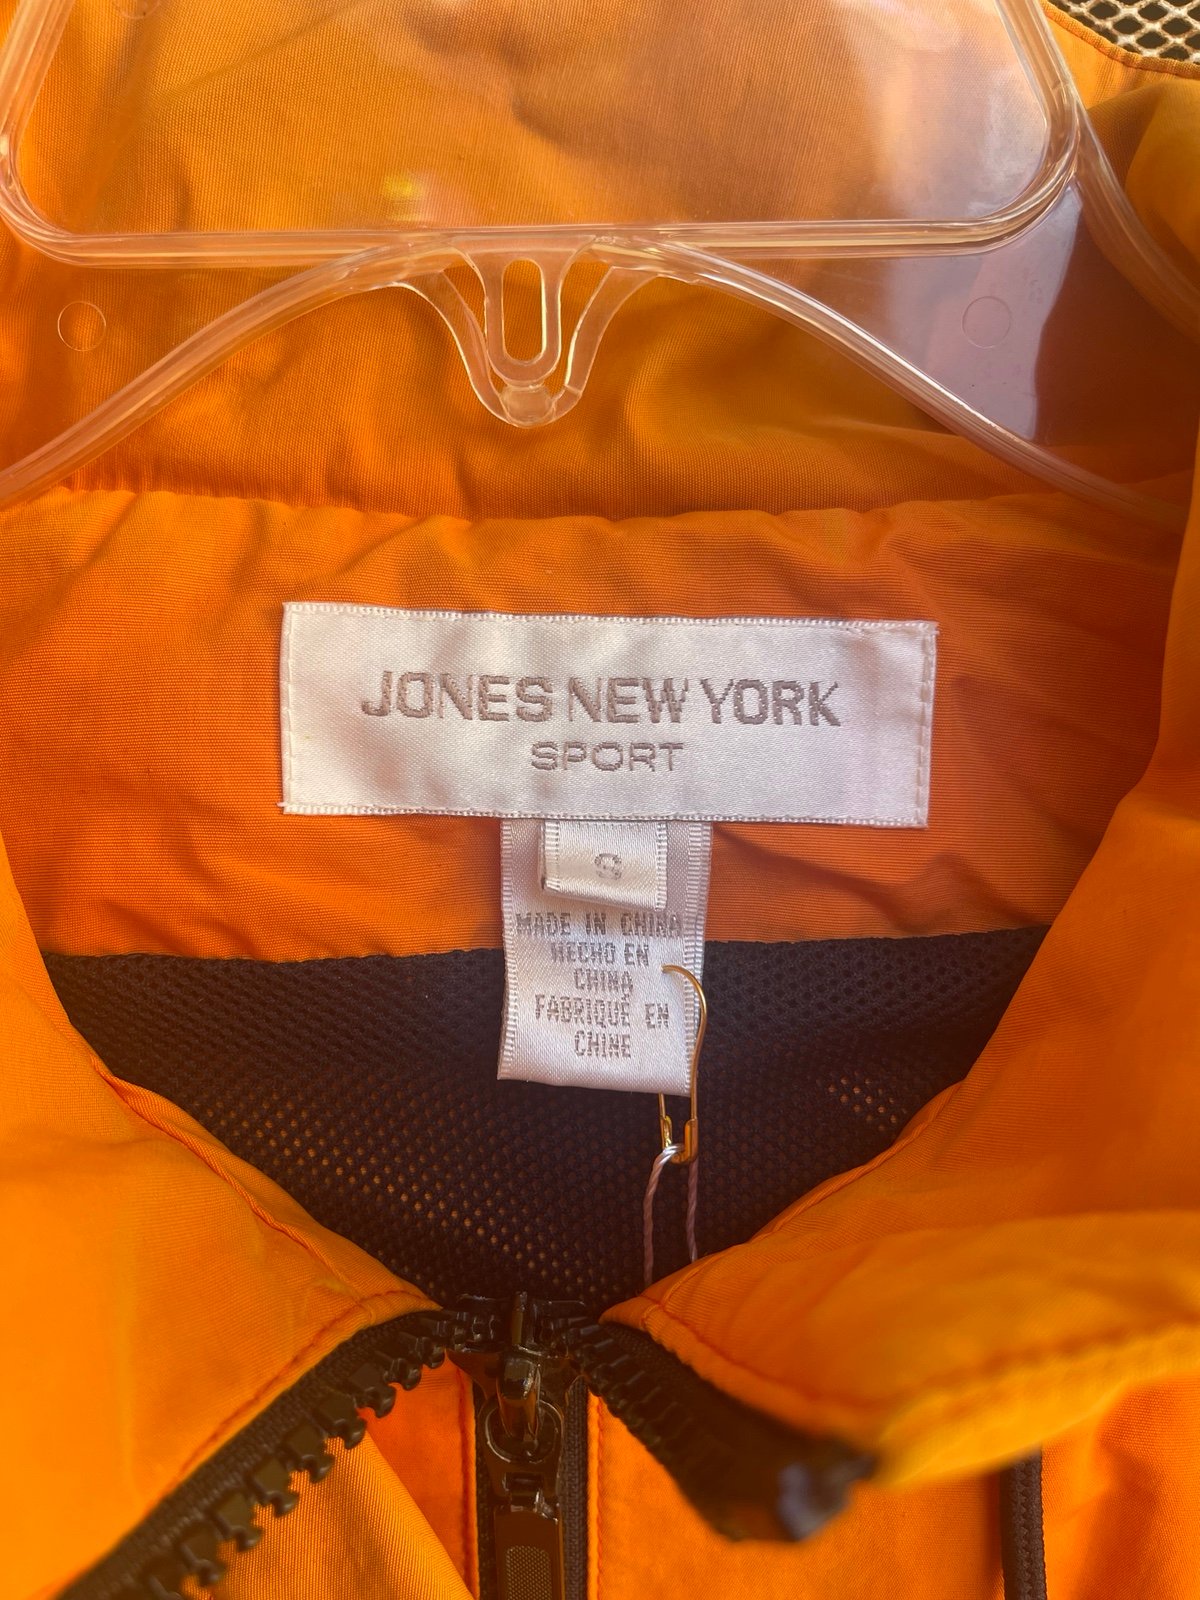 JONES NEW YORK
SPORT
S
MADE IN CHINA
HECHO EN
CHINA
FABRIQUÉ EN
CHINE